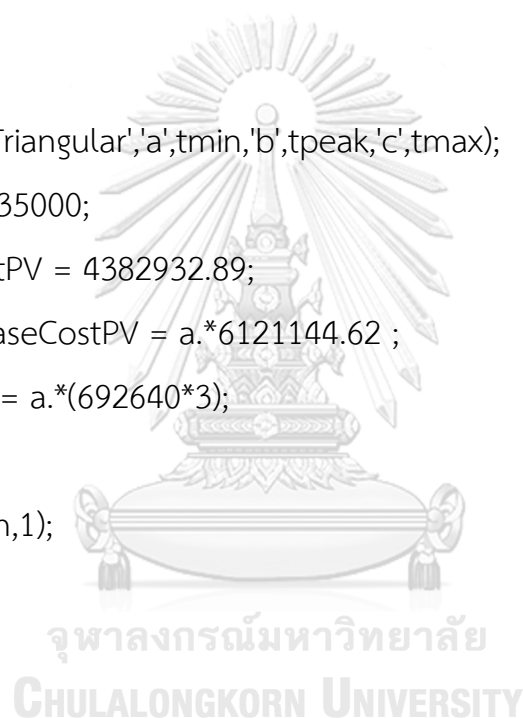 riangular','a',tmin,'b',tpeak,'c',tmax);
35000;
tPV = 4382932.89;
aseCostPV = a.*6121144.62 ;
= a.*(692640*3);
n,1);
จุฬาลงกรณ์มหาวิทยาลัย
CHULALONGKORN UNIVERSITY